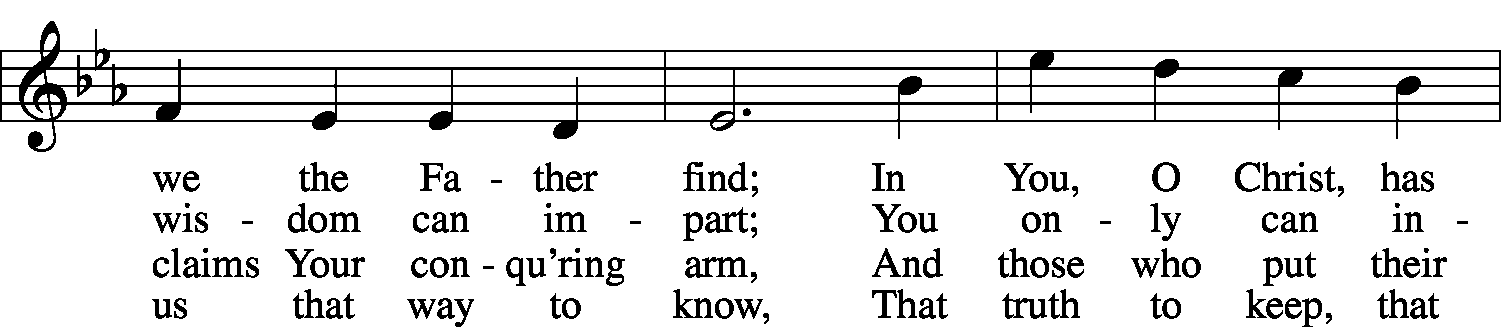 we the Fa - ther find; In You, O Christ, has
wis - dom can im - part; You on - ly can in -
claims Your con - qu'ring arm, And those who put their
us that way to know, That truth to keep, that